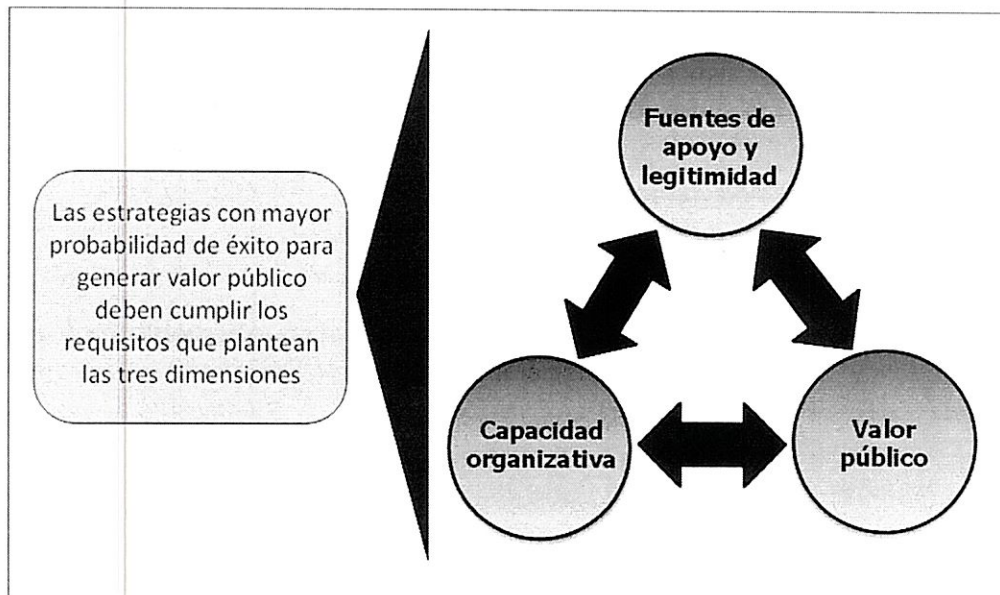 Las estrategias con mayor
probabilidad de éxito para
generar valor público
deben cumplir los
requisitos que plantean
las tres dimensiones
Fuentes de
apoyo y
legitimidad
Capacidad
organizativa
Valor
público